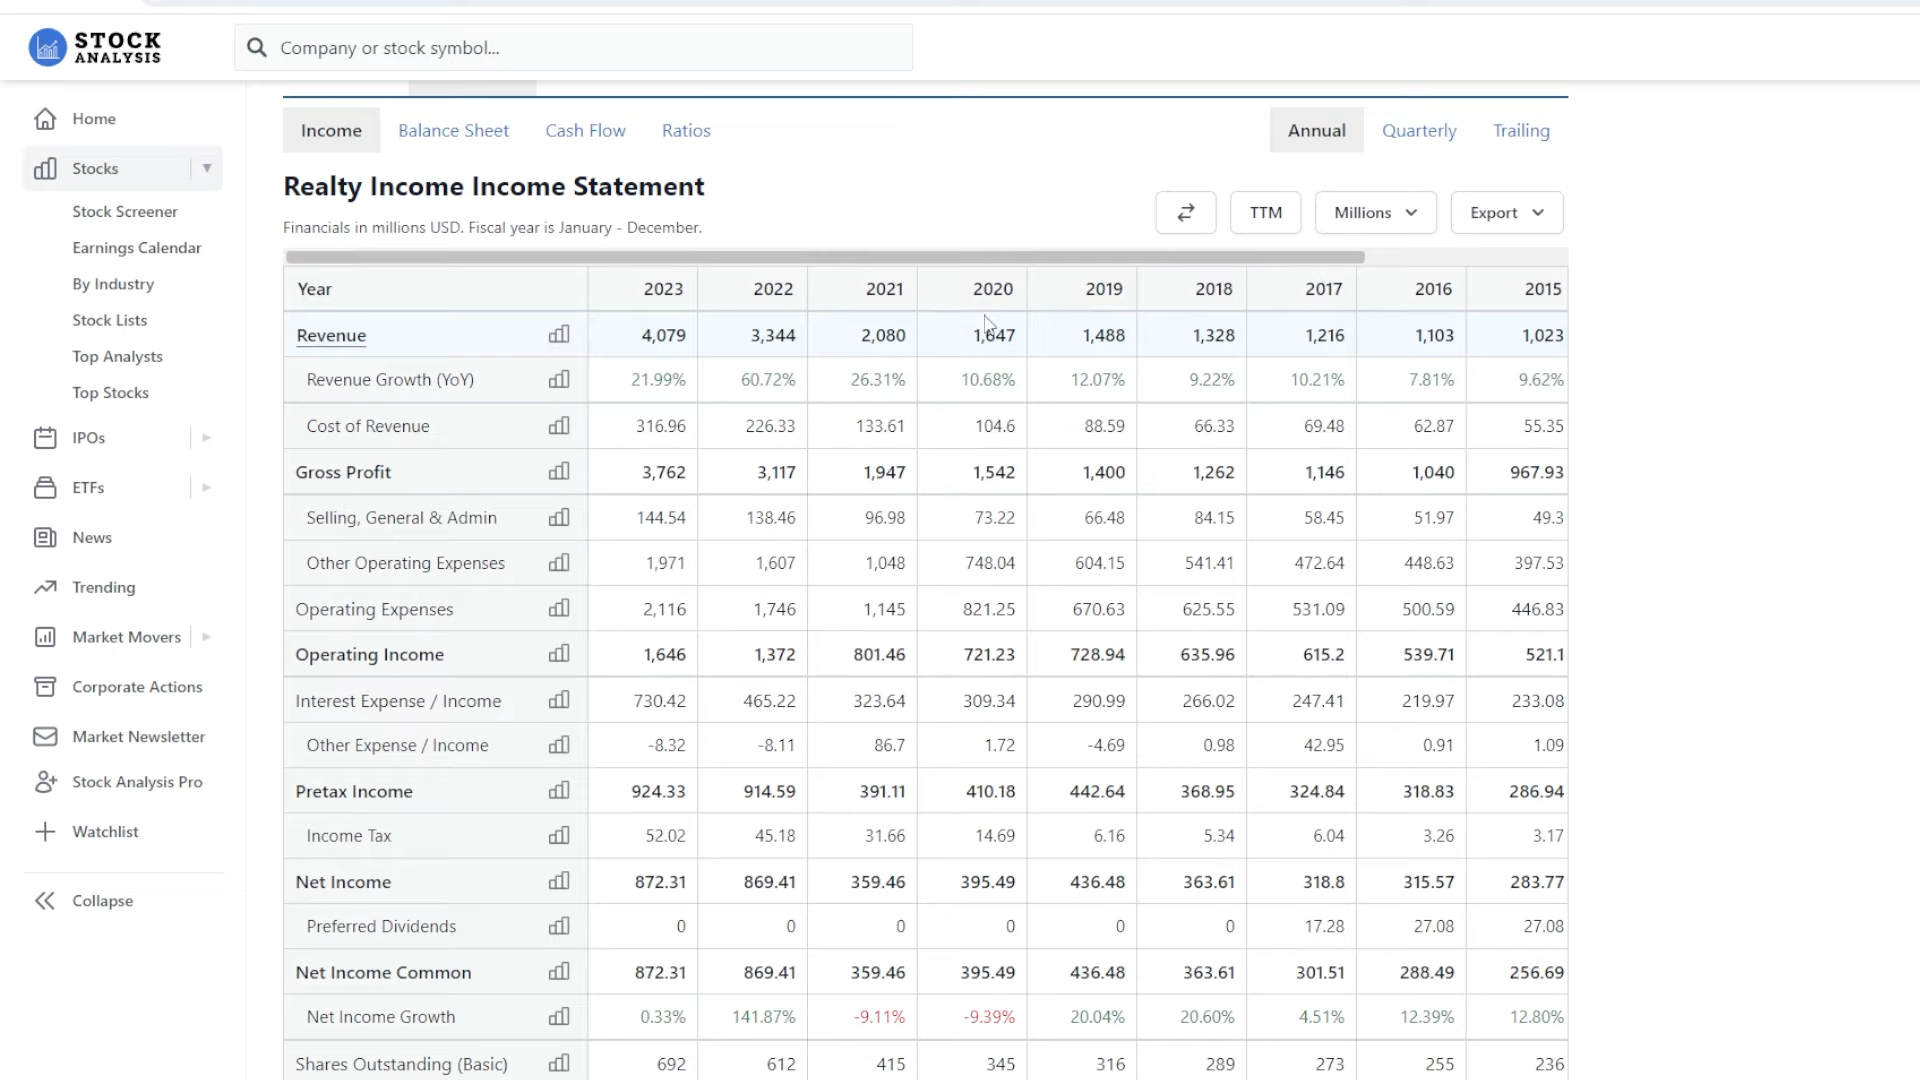 STOCK
ANALYSIS
Company or stock symbol...
Home
Stocks
Stock Screener
Earnings Calendar
By Industry
Stock Lists
Top Analysts
Top Stocks
IPOs
ETFs
News
Trending
Market Movers
Corporate Actions
Market Newsletter
Stock Analysis Pro
Watchlist
Collapse
Income Balance Sheet Cash Flow Ratios Annual Quarterly Trailing
Realty Income Income Statement
Financials in millions USD. Fiscal year is January - December.
TTM Millions Export
Year 2023 2022 2021 2020 2019 2018 2017 2016 2015
Revenue 4,079 3,344 2,080 1,647 1,488 1,328 1,216 1,103 1,023
Revenue Growth (YoY) 21.99% 60.72% 26.31% 10.68% 12.07% 9.22% 10.21% 7.81% 9.62%
Cost of Revenue 316.96 226.33 133.61 104.6 88.59 66.33 69.48 62.87 55.35
Gross Profit 3,762 3,117 1,947 1,542 1,400 1,262 1,146 1,040 967.93
Selling, General & Admin 144.54 138.46 96.98 73.22 66.48 84.15 58.45 51.97 49.3
Other Operating Expenses 1,971 1,607 1,048 748.04 604.15 541.41 472.64 448.63 397.53
Operating Expenses 2,116 1,746 1,145 821.25 670.63 625.55 531.09 500.59 446.83
Operating Income 1,646 1,372 801.46 721.23 728.94 635.96 615.2 539.71 521.1
Interest Expense / Income 730.42 465.22 323.64 309.34 290.99 266.02 247.41 219.97 233.08
Other Expense / Income -8.32 -8.11 86.7 1.72 -4.69 0.98 42.95 0.91 1.09
Pretax Income 924.33 914.59 391.11 410.18 442.64 368.95 324.84 318.83 286.94
Income Tax 52.02 45.18 31.66 14.69 6.16 5.34 6.04 3.26 3.17
Net Income 872.31 869.41 359.46 395.49 436.48 363.61 318.8 315.57 283.77
Preferred Dividends 0 0 0 0 0 0 17.28 27.08 27.08
Net Income Common 872.31 869.41 359.46 395.49 436.48 363.61 301.51 288.49 256.69
Net Income Growth 0.33% 141.87% -9.11% -9.39% 20.04% 20.60% 4.51% 12.39% 12.80%
Shares Outstanding (Basic) 692 612 415 345 316 289 273 255 236